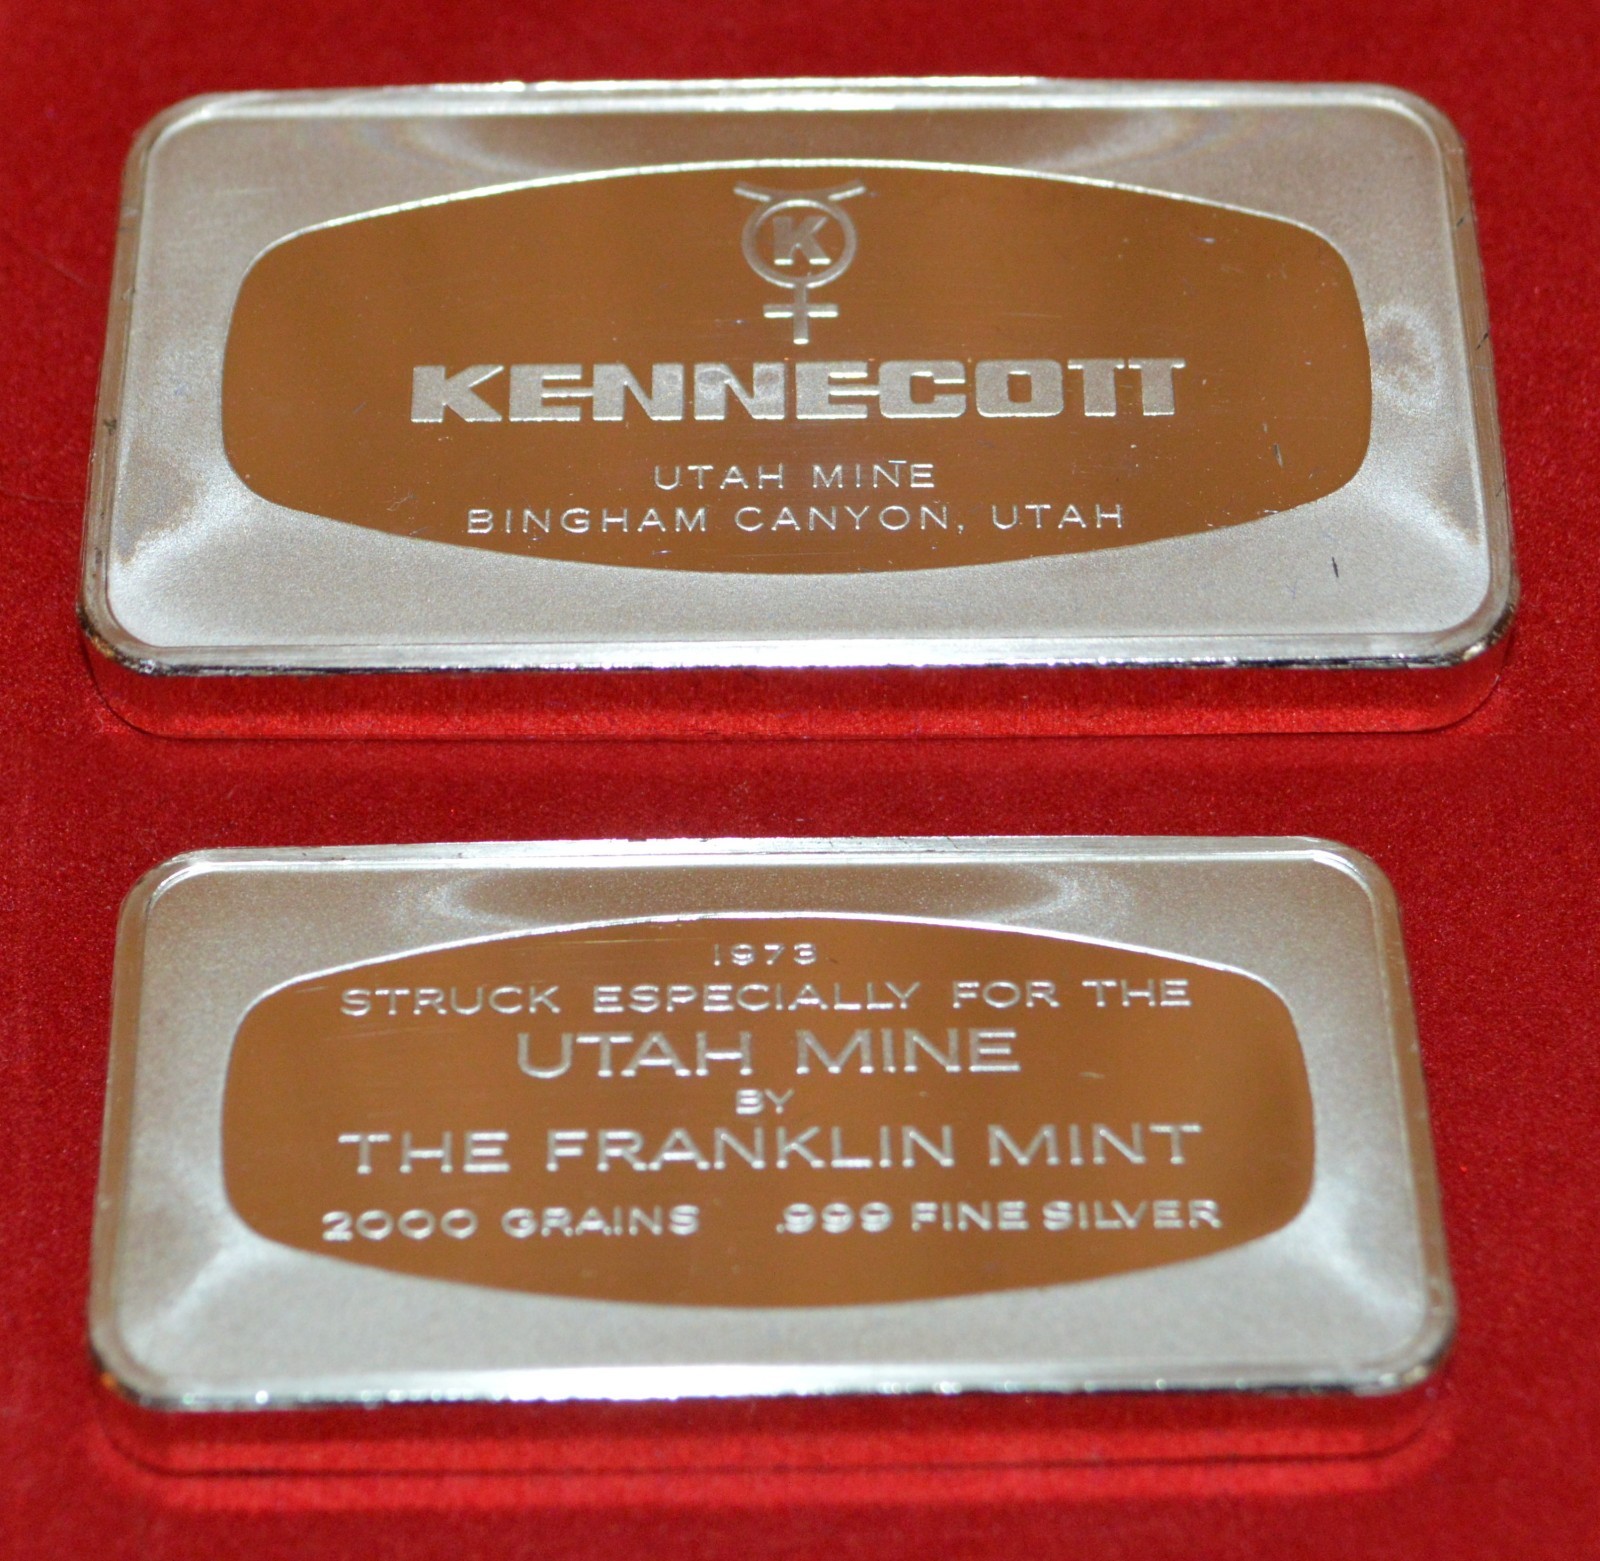 K
KENNECOTT
UTAH MINE
BINGHAM CANYON, UTAH
1973
STRUCK ESPECIALLY FOR THE
UTAH MINE
BY
THE FRANKLIN MINT
2000 GRAINS .999 FINE SILVER